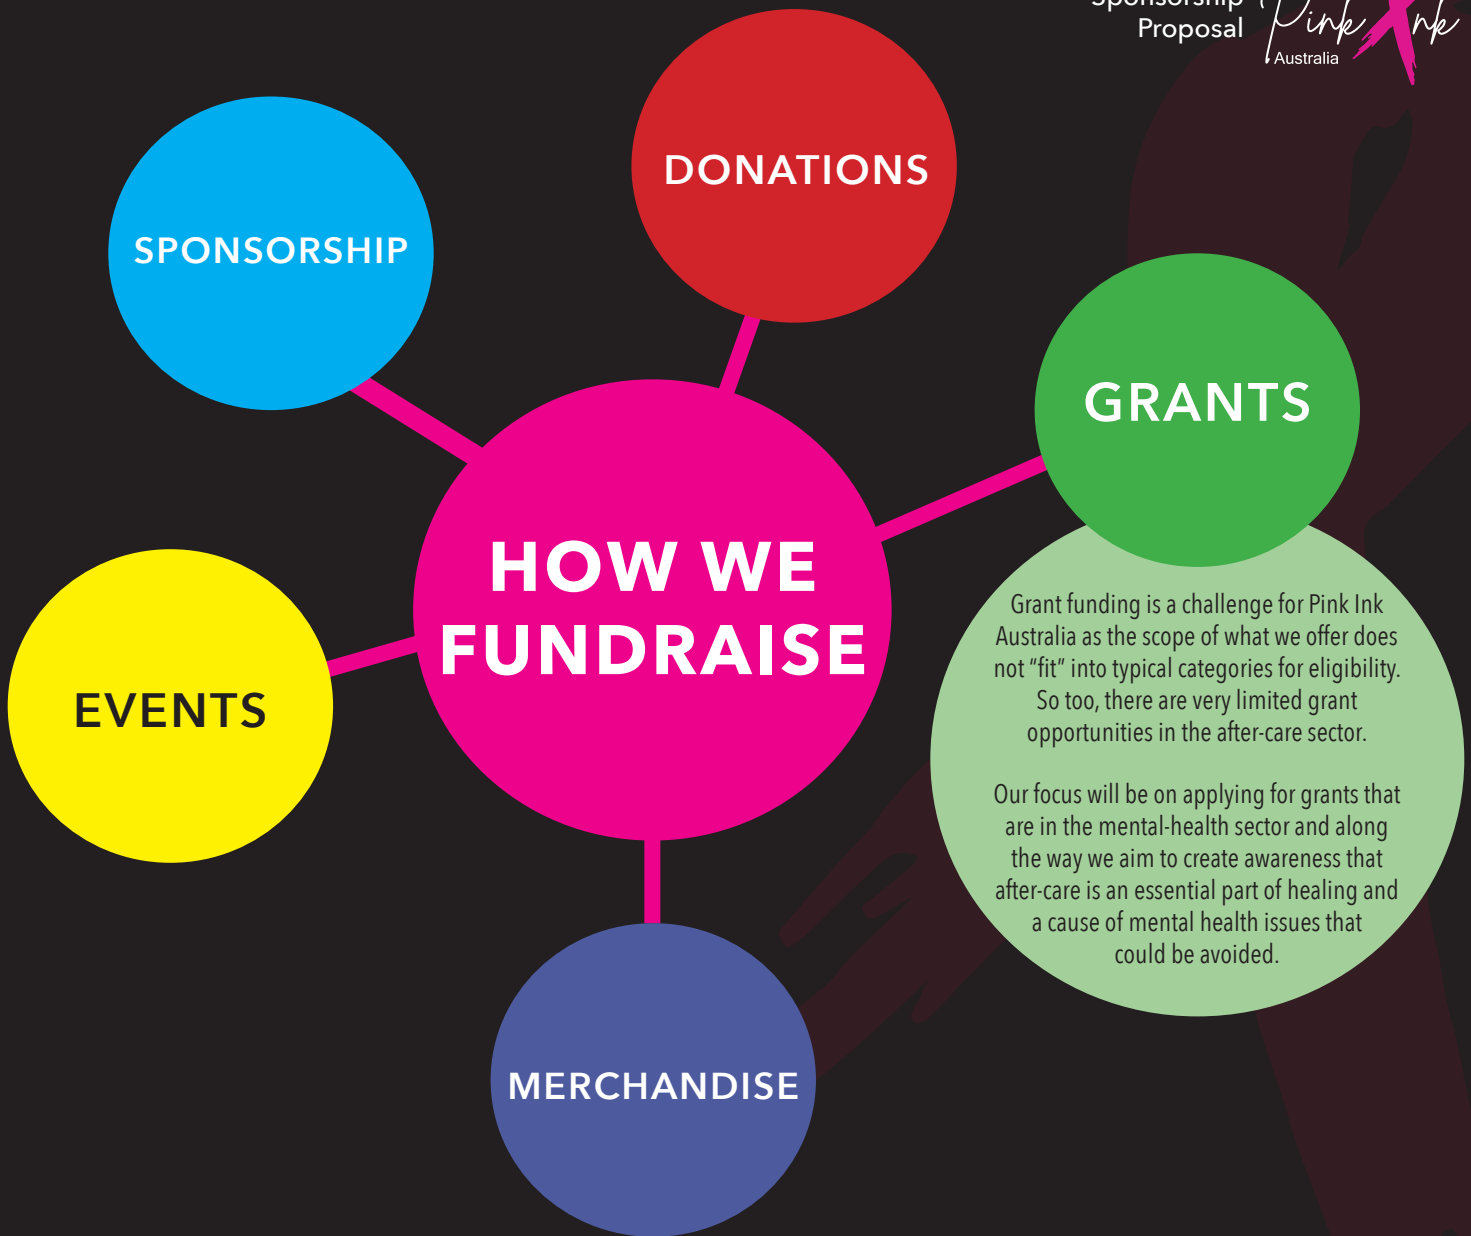 Sponsorship
Proposal
Pink Ink
Australia
DONATIONS
SPONSORSHIP
GRANTS
HOW WE
FUNDRAISE
EVENTS
Grant funding is a challenge for Pink Ink
Australia as the scope of what we offer does
not “fit” into typical categories for eligibility.
So too, there are very limited grant
opportunities in the after-care sector.
Our focus will be on applying for grants that
are in the mental-health sector and along
the way we aim to create awareness that
after-care is an essential part of healing and
a cause of mental health issues that
could be avoided.
MERCHANDISE